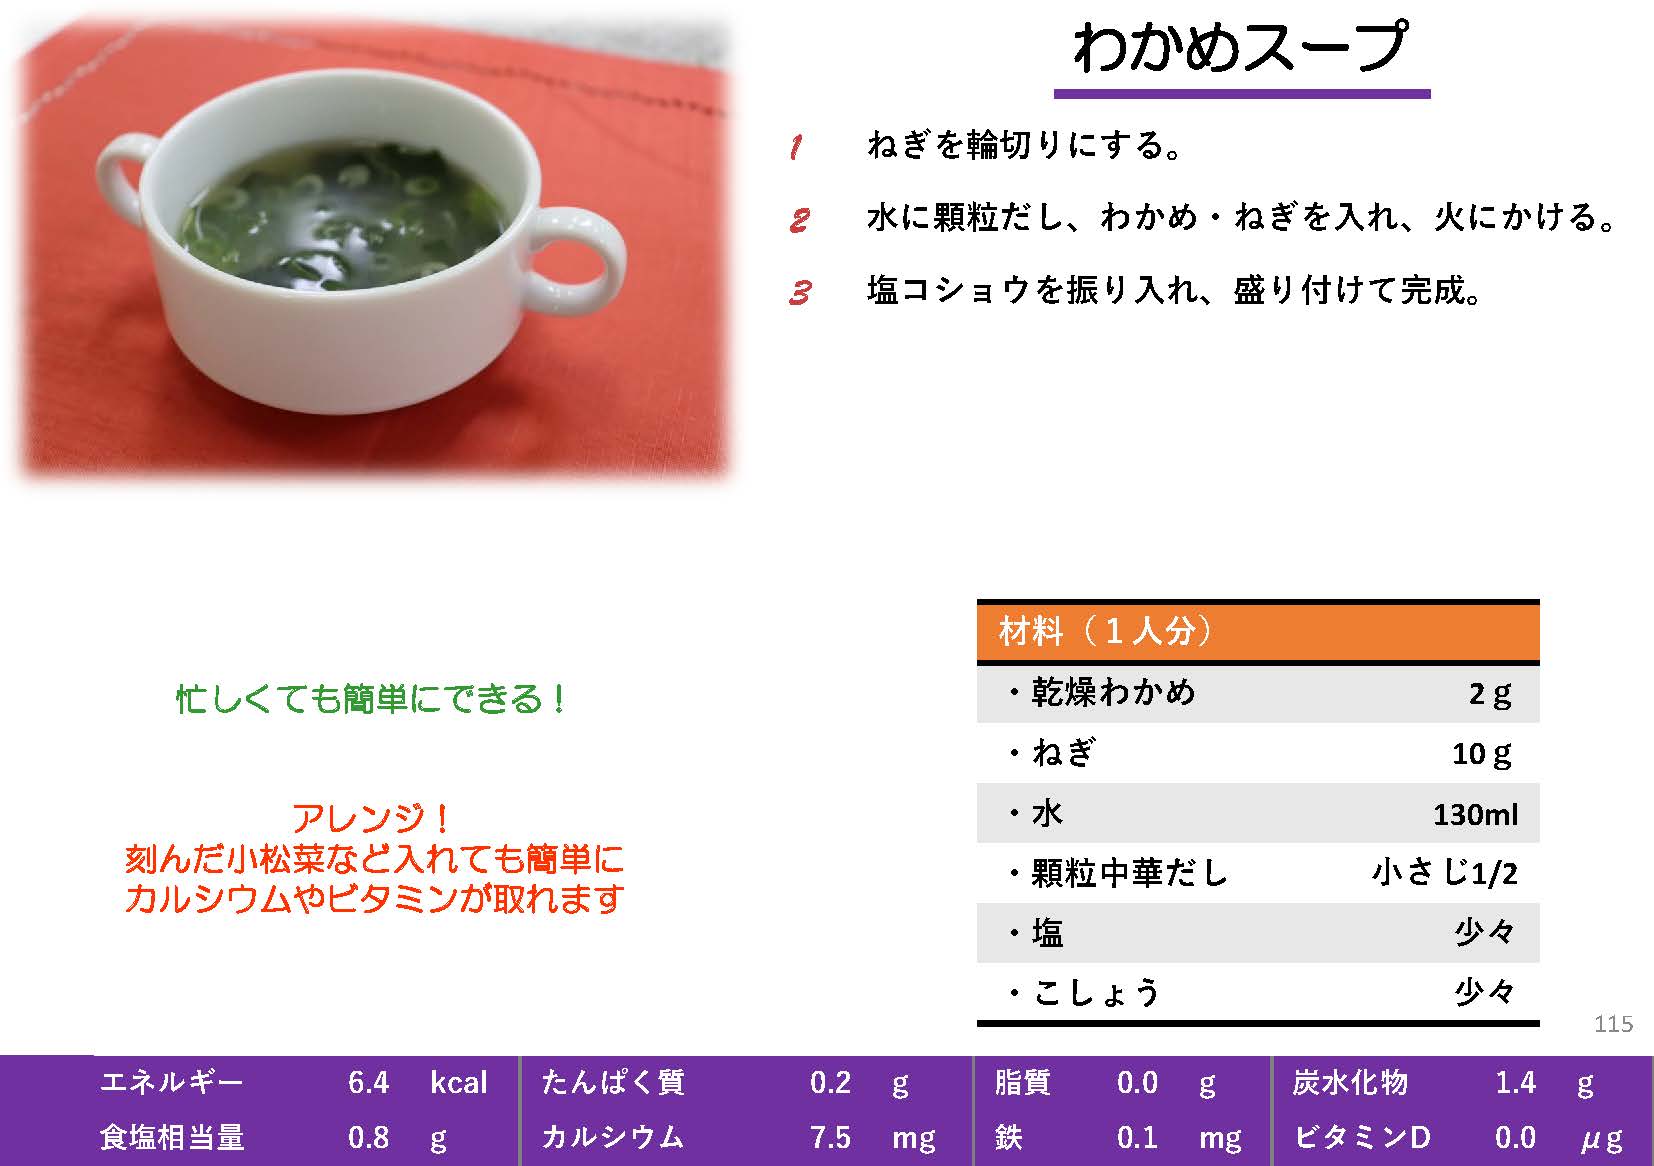 わかめスープ
1 ねぎを輪切りにする。
2 水に顆粒だし、わかめ・ねぎを入れ、火にかける。
3 塩コショウを振り入れ、盛り付けて完成。
忙しくても簡単にできる！
アレンジ！
刻んだ小松菜など入れても簡単に
カルシウムやビタミンが取れます
材料（１人分）
・乾燥わかめ 2ｇ
・ねぎ 10ｇ
・水 130ml
・顆粒中華だし 小さじ1/2
・塩 少々
・こしょう 少々
115
エネルギー 6.4 kcal たんぱく質 0.2 g 脂質 0.0 g 炭水化物 1.4 g
食塩相当量 0.8 g カルシウム 7.5 mg 鉄 0.1 mg ビタミンD 0.0 μg